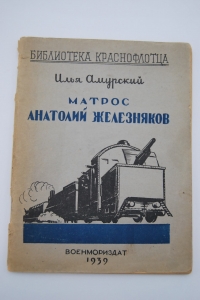 БИБЛИОТЕКА КРАСНОФЛОТЦА
Илья Амурский
МАТРОС
АНАТОЛИЙ ЖЕЛЕЗНЯКОВ
ВОЕНМОРИЗДАТ
1939